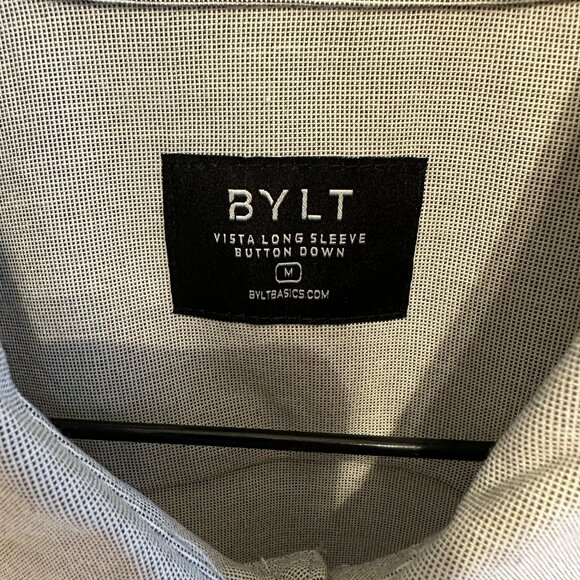 BYLT
VISTA LONG SLEEVE
BUTTON DOWN
M
BYLTBASICS.COM